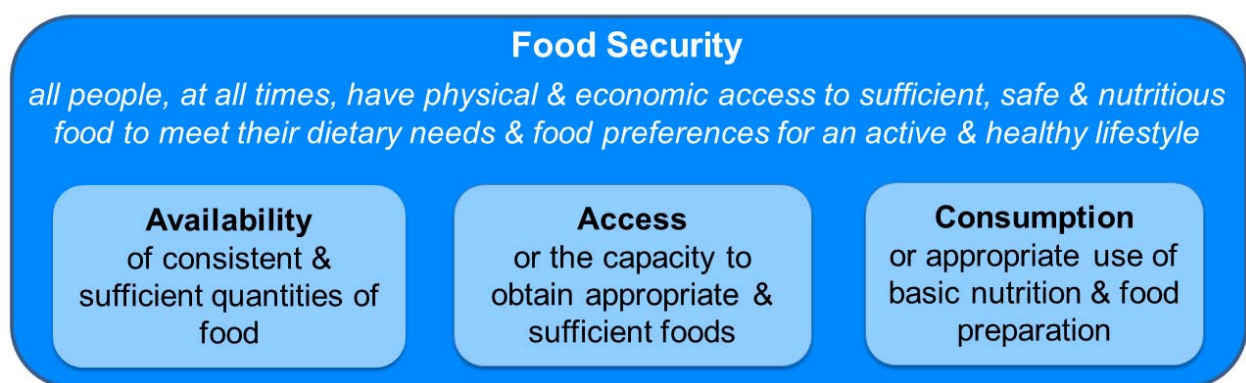 Food Security
all people, at all times, have physical & economic access to sufficient, safe & nutritious
food to meet their dietary needs & food preferences for an active & healthy lifestyle
Availability
of consistent &
sufficient quantities of
food
Access
or the capacity to
obtain appropriate &
sufficient foods
Consumption
or appropriate use of
basic nutrition & food
preparation